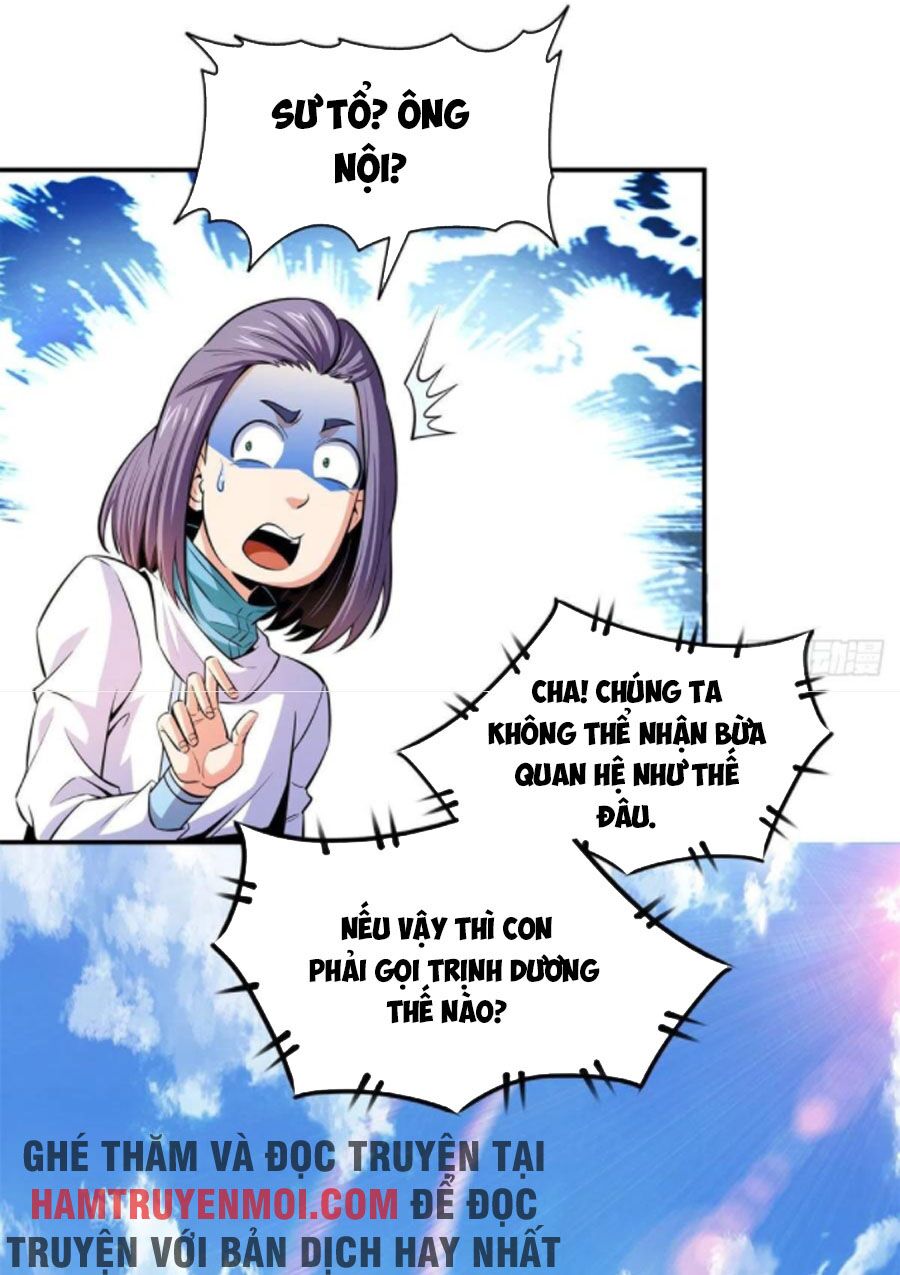 SƯ TỔ? ÔNG
NỘI?
动漫
CHA! CHÚNG TA
KHÔNG THỂ NHẬN BỪA
QUAN HỆ NHƯ THẾ
ĐÂU.
NẾU VẬY THÌ CON
PHẢI GỌI TRỊNH DƯƠNG
THẾ NÀO?
GHÉ THĂM VÀ ĐỌC TRUYỆN TẠI
HAMTRUYENMOI.COM ĐỂ ĐỌC
TRUYỆN VỚI BẢN DỊCH HAY NHẤT